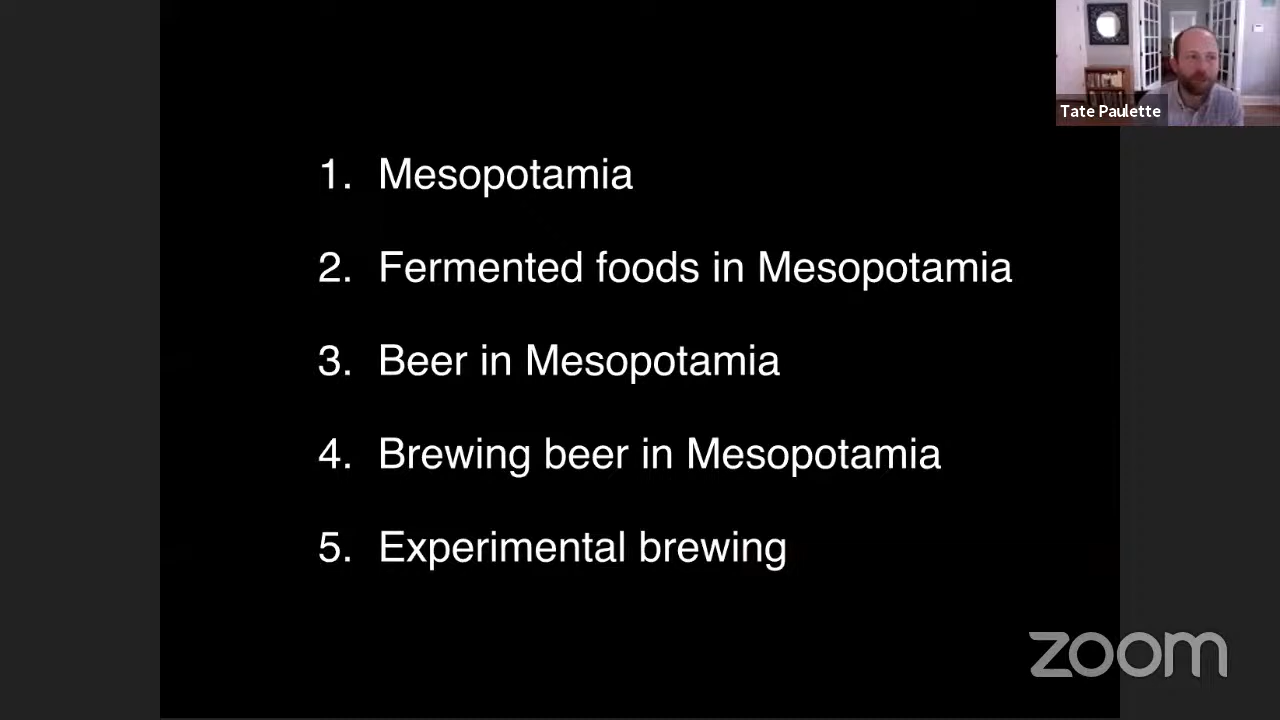 Tate Paulette
1. Mesopotamia
2. Fermented foods in Mesopotamia
3. Beer in Mesopotamia
4. Brewing beer in Mesopotamia
5. Experimental brewing
zoom